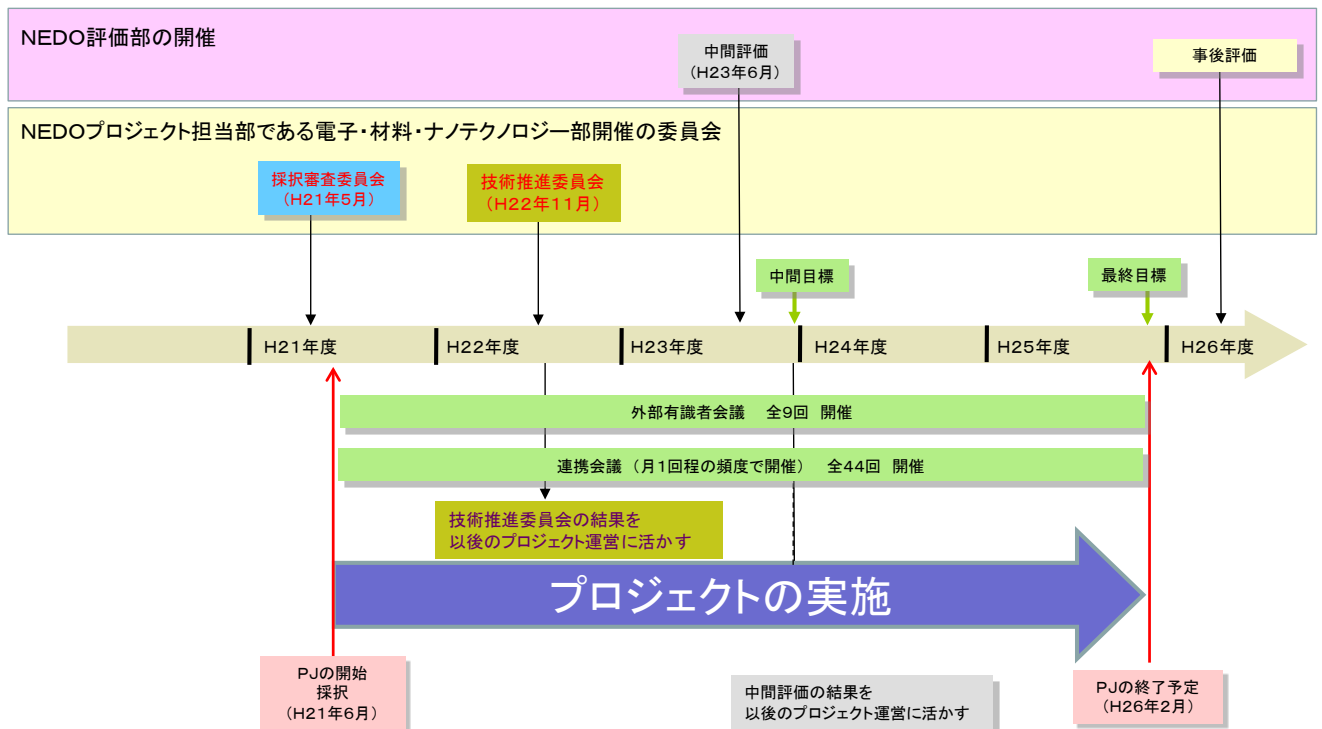 NEDO評価部の開催
中間評価
(H23年6月)
事後評価
NEDOプロジェクト担当部である電子・材料・ナノテクノロジー部開催の委員会
採択審査委員会
(H21年5月)
技術推進委員会
(H22年11月)
中間目標
最終目標
H21年度
H22年度
H23年度
H24年度
H25年度
H26年度
外部有識者会議　全9回 開催
連携会議 (月1回程の頻度で開催)　全44回 開催
技術推進委員会の結果を
以後のプロジェクト運営に活かす
プロジェクトの実施
PJの開始
採択
(H21年6月)
中間評価の結果を
以後のプロジェクト運営に活かす
PJの終了予定
(H26年2月)